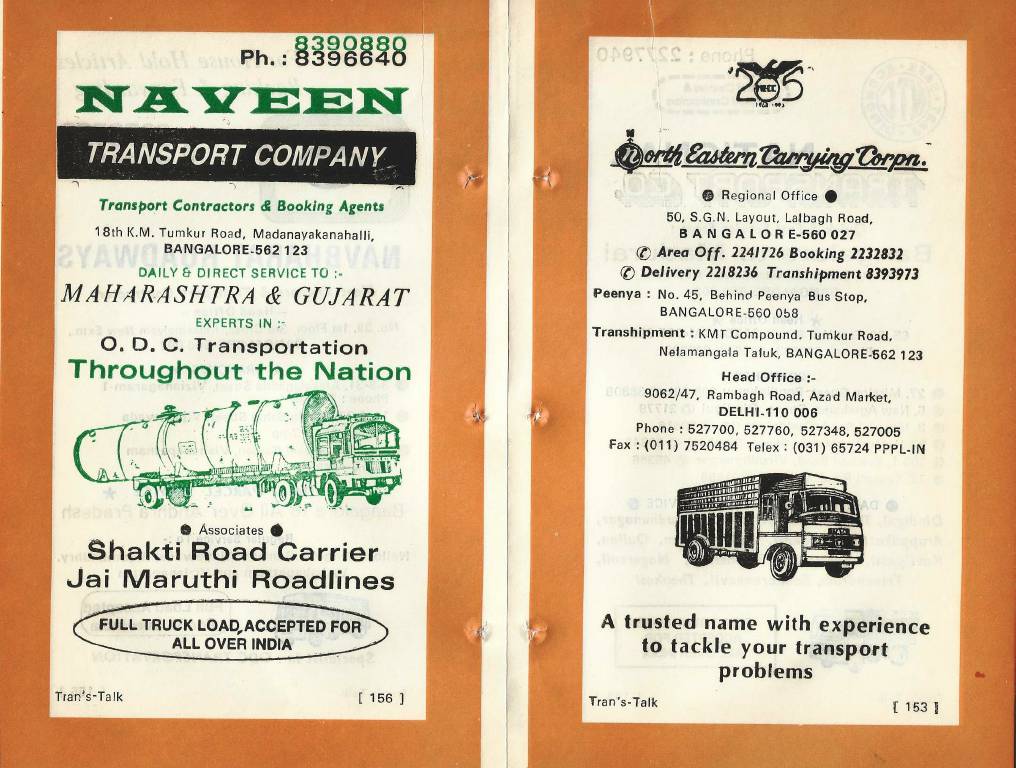 8390880
Ph. : 8396640
NAVEEN
TRANSPORT COMPANY
Transport Contractors & Booking Agents
18th K.M. Tumkur Road, Madanayakanahalli,
BANGALORE-562 123
DAILY & DIRECT SERVICE TO :-
MAHARASHTRA & GUJARAT
EXPERTS IN :-
O. D. C. Transportation
Throughout the Nation
Associates
Shakti Road Carrier
Jai Maruthi Roadlines
FULL TRUCK LOAD ACCEPTED FOR
ALL OVER INDIA
Tran's-Talk [ 156 ]
25
North Eastern Carrying Corpn.
Regional Office
50, S.G.N. Layout, Lalbagh Road,
BANGALORE-560 027
✆ Area Off. 2241726 Booking 2232832
✆ Delivery 2218236 Transhipment 8393973
Peenya : No. 45, Behind Peenya Bus Stop,
BANGALORE-560 058
Transhipment : KMT Compound. Tumkur Road,
Nelamangala Taluk, BANGALORE-562 123
Head Office :-
9062/47, Rambagh Road, Azad Market,
DELHI-110 006
Phone : 527700, 527760, 527348, 527005
Fax : (011) 7520484 Telex : (031) 65724 PPPL-IN
A trusted name with experience
to tackle your transport
problems
Tran's-Talk [ 153 ]